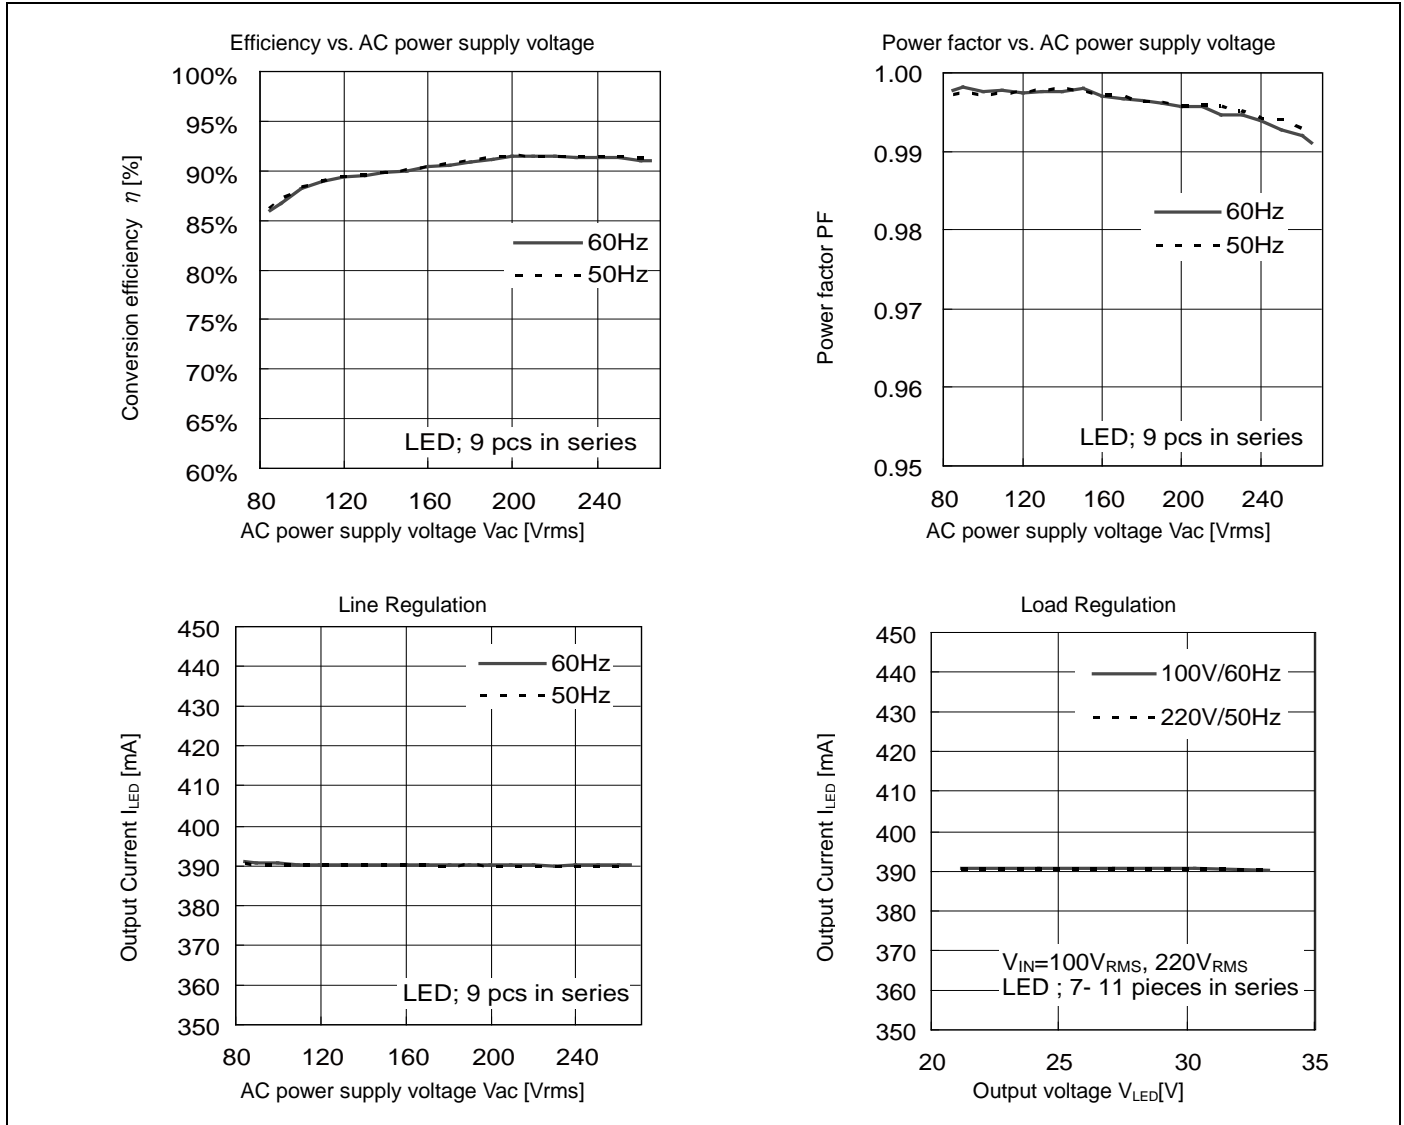 Efficiency vs. AC power supply voltage
100%
95%
90%
85%
80%
75%
70%
65%
60%
Conversion efficiency η [%]
60Hz
50Hz
LED; 9 pcs in series
80 120 160 200 240
AC power supply voltage Vac [Vrms]
Power factor vs. AC power supply voltage
1.00
0.99
0.98
0.97
0.96
0.95
Power factor PF
60Hz
50Hz
LED; 9 pcs in series
80 120 160 200 240
AC power supply voltage Vac [Vrms]
Line Regulation
450
440
430
420
410
400
390
380
370
360
350
Output Current ILED [mA]
60Hz
50Hz
LED; 9 pcs in series
80 120 160 200 240
AC power supply voltage Vac [Vrms]
Load Regulation
450
440
430
420
410
400
390
380
370
360
350
Output Current ILED [mA]
100V/60Hz
220V/50Hz
VIN=100VRMS, 220VRMS
LED ; 7- 11 pieces in series
20 25 30 35
Output voltage VLED[V]